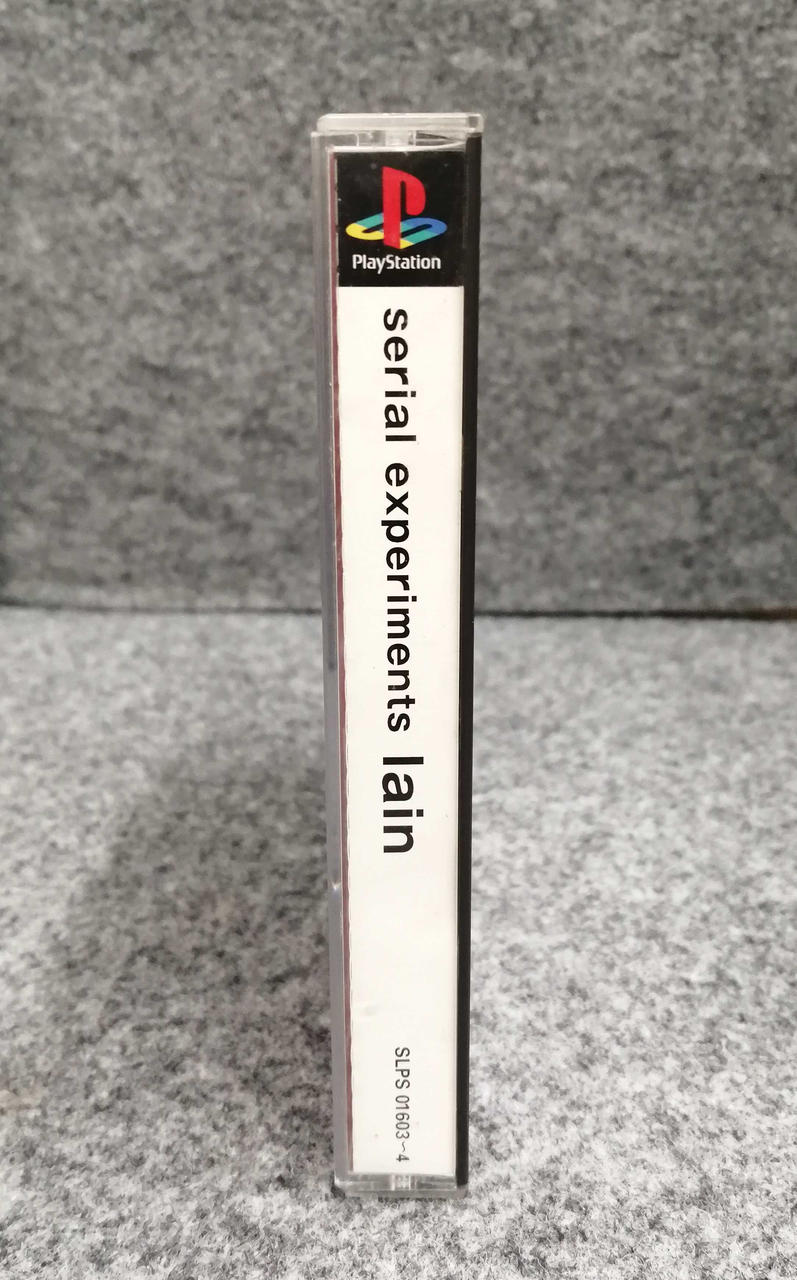 PlayStation
serial experiments lain
SLPS 01603~4